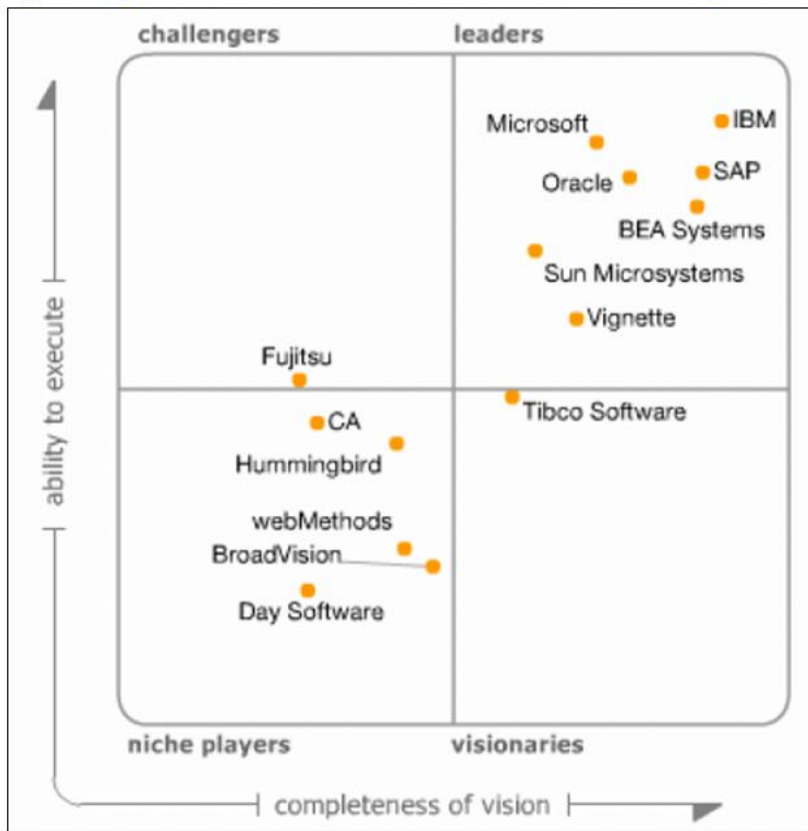 challengers
leaders
Microsoft
IBM
Oracle
SAP
BEA Systems
Sun Microsystems
Vignette
Fujitsu
Tibco Software
CA
Hummingbird
webMethods
BroadVision
Day Software
niche players
visionaries
ability to execute
completeness of vision